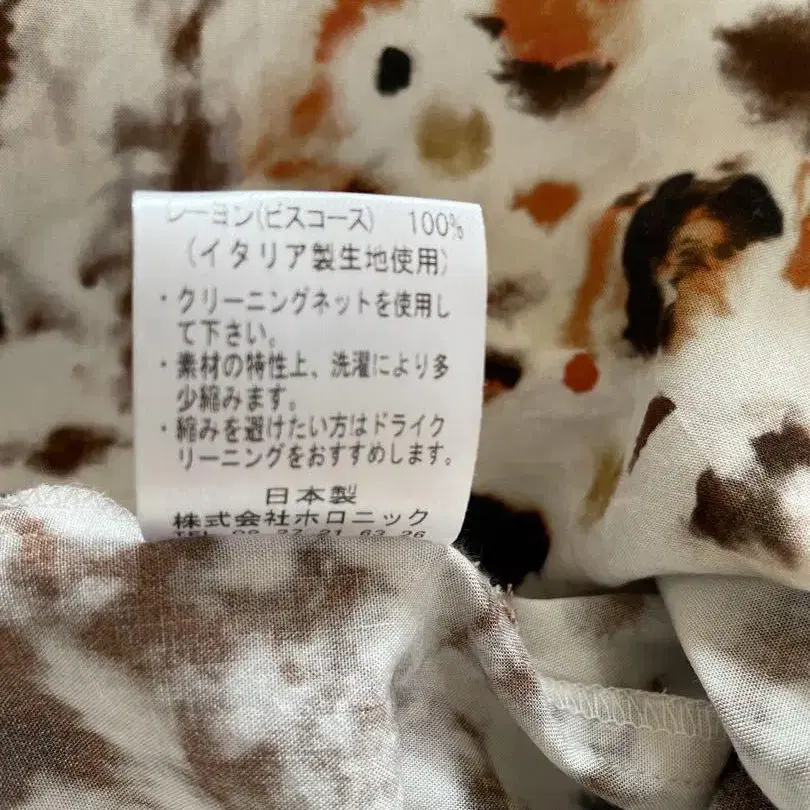 レーヨン(ビスコース) 100%
(イタリア製生地使用)
・クリーニングネットを使用し
て下さい。
・素材の特性上、洗濯により多
少縮みます。
・縮みを避けたい方はドライク
リーニングをおすすめします。
日本製
株式会社ホロニック
TEL